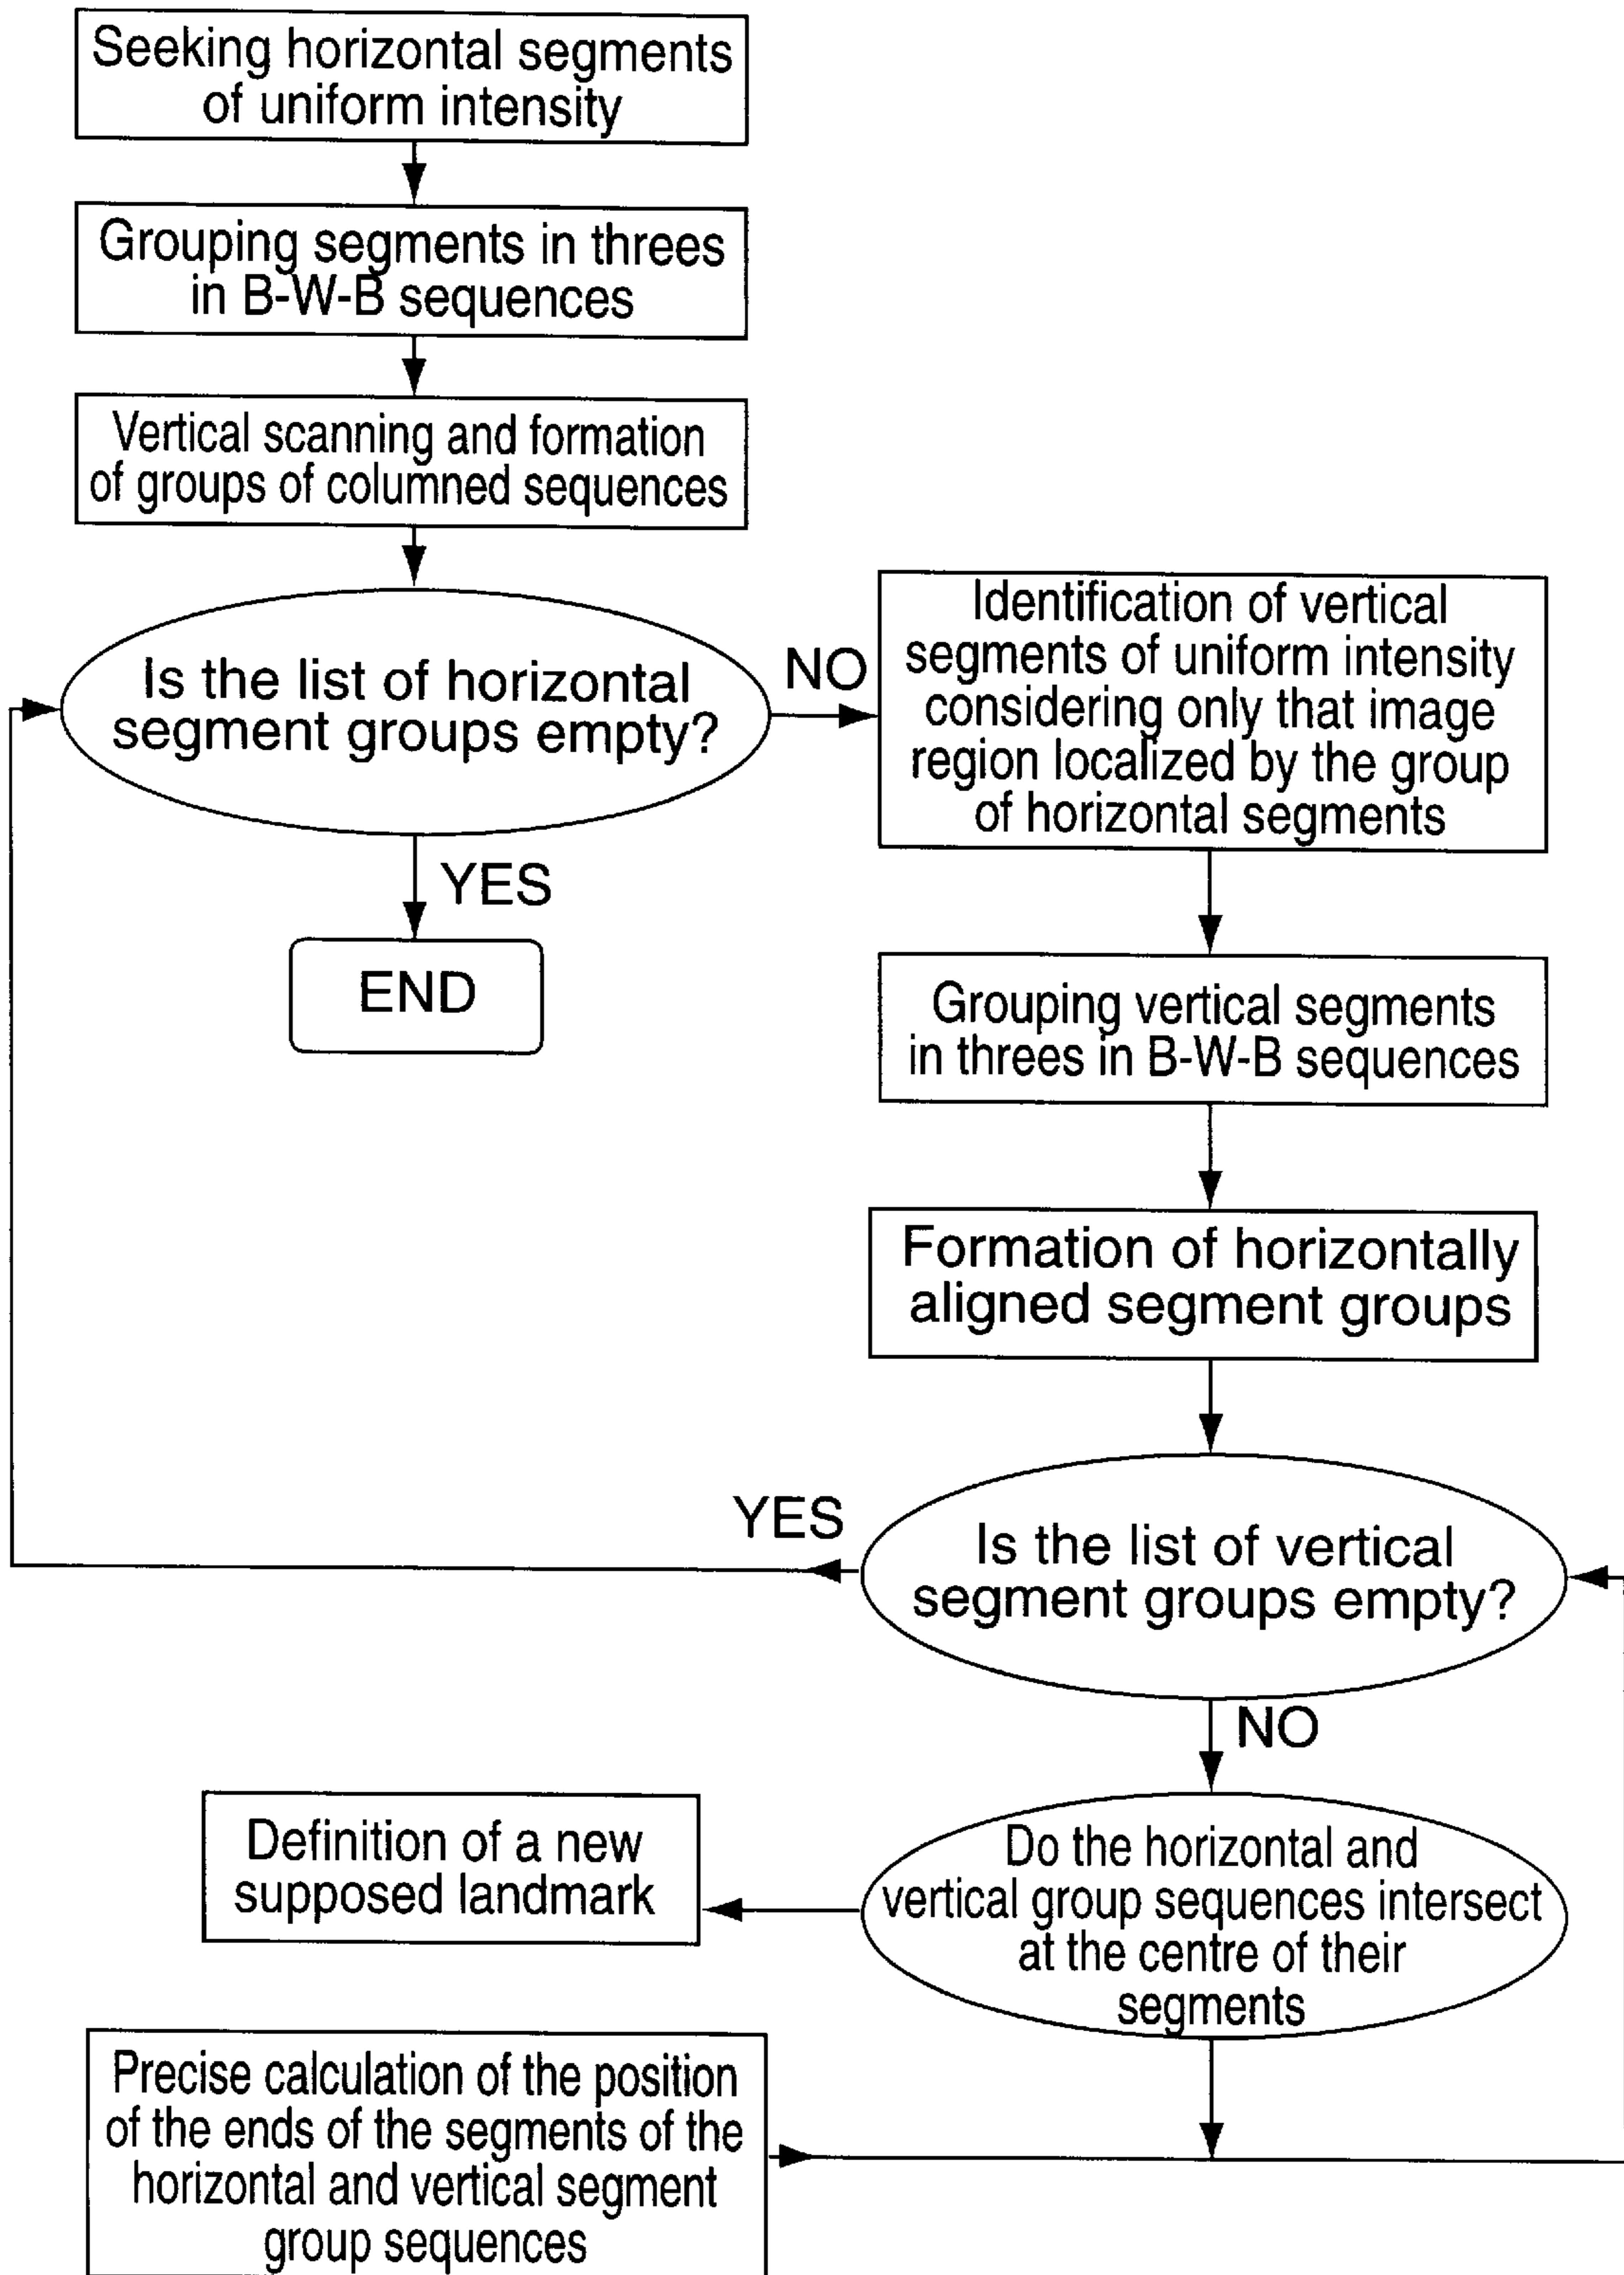 Seeking horizontal segments
of uniform intensity
Grouping segments in threes
in B-W-B sequences
Vertical scanning and formation
of groups of columned sequences
Is the list of horizontal
segment groups empty?
NO
YES
END
Identification of vertical
segments of uniform intensity
considering only that image
region localized by the group
of horizontal segments
Grouping vertical segments
in threes in B-W-B sequences
Formation of horizontally
aligned segment groups
Is the list of vertical
segment groups empty?
YES
NO
Do the horizontal and
vertical group sequences intersect
at the centre of their
segments
Definition of a new
supposed landmark
Precise calculation of the position
of the ends of the segments of the
horizontal and vertical segment
group sequences